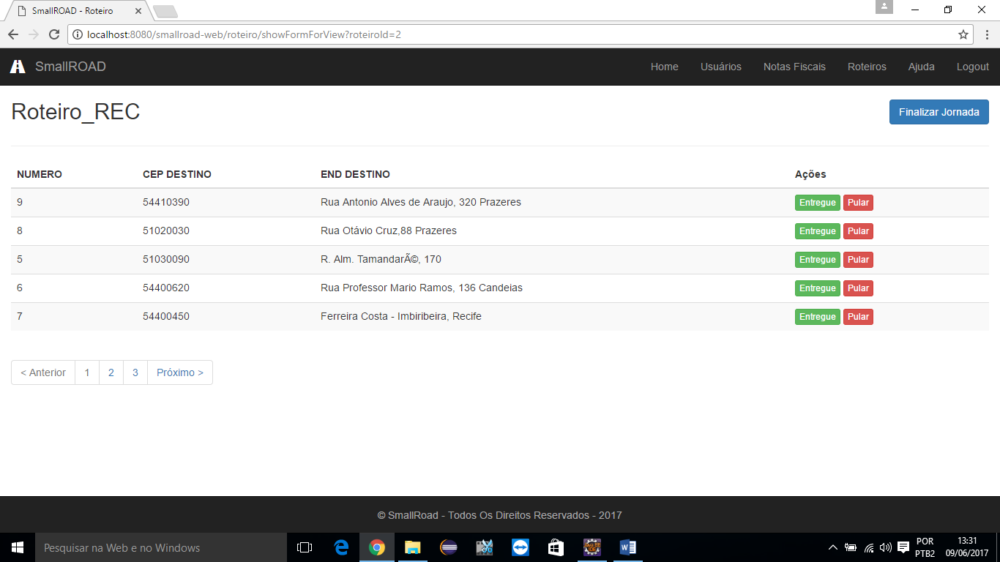 SmallROAD - Roteiro
localhost:8080/smallroad-web/roteiro/showFormForView?roteiroId=2
SmallROAD Home Usuários Notas Fiscais Roteiros Ajuda Logout
Roteiro_REC Finalizar Jornada
NUMERO CEP DESTINO END DESTINO Ações
9 54410390 Rua Antonio Alves de Araujo, 320 Prazeres Entregue Pular
8 51020030 Rua Otávio Cruz,88 Prazeres Entregue Pular
5 51030090 R. Alm. TamandarÃ©, 170 Entregue Pular
6 54400620 Rua Professor Mario Ramos, 136 Candeias Entregue Pular
7 54400450 Ferreira Costa - Imbiribeira, Recife Entregue Pular
< Anterior 1 2 3 Próximo >
© SmallRoad - Todos Os Direitos Reservados - 2017
Pesquisar na Web e no Windows
POR 13:31
PTB2 09/06/2017